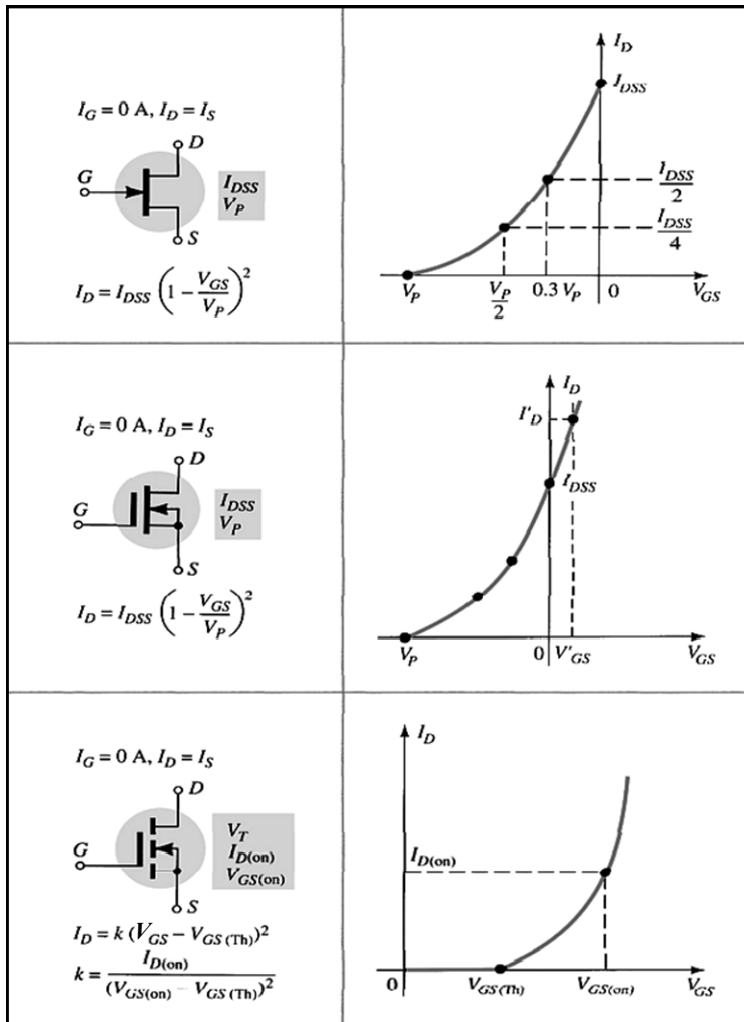 I_G = 0 A, I_D = I_S
D
G
I_DSS
V_P
S
I_D = I_DSS (1 − V_GS/V_P)²
I_D
I_DSS
I_DSS/2
I_DSS/4
V_P
V_P/2
0.3 V_P
0
V_GS
I_G = 0 A, I_D = I_S
D
G
I_DSS
V_P
S
I_D = I_DSS (1 − V_GS/V_P)²
I_D
I'_D
I_DSS
V_P
0
V'_GS
V_GS
I_G = 0 A, I_D = I_S
D
G
V_T
I_D(on)
V_GS(on)
S
I_D = k (V_GS − V_GS(Th))²
k = I_D(on)/(V_GS(on) − V_GS(Th))²
I_D
I_D(on)
0
V_GS(Th)
V_GS(on)
V_GS